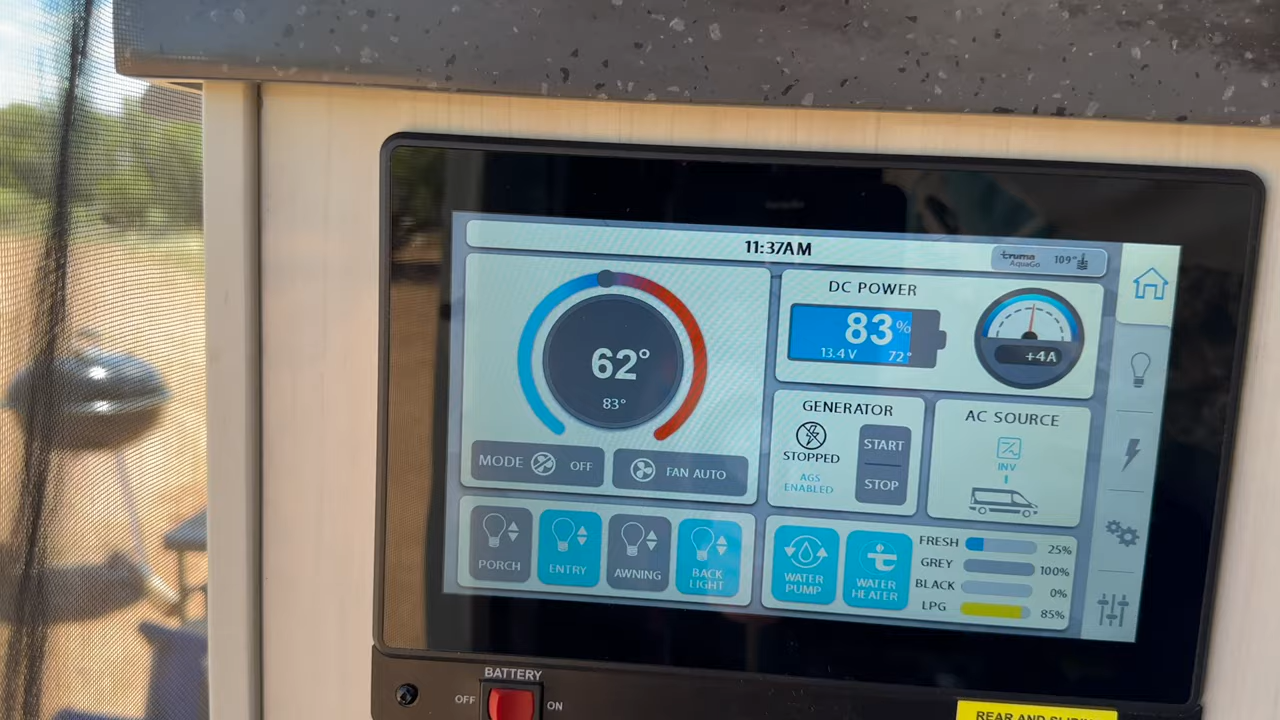 11:37AM
truma
AquaGo
109°
62°
83°
MODE OFF
FAN AUTO
DC POWER
83%
13.4 V 72°
+4A
GENERATOR
STOPPED
AGS
ENABLED
START
STOP
AC SOURCE
INV
PORCH
ENTRY
AWNING
BACK
LIGHT
WATER
PUMP
WATER
HEATER
FRESH 25%
GREY 100%
BLACK 0%
LPG 85%
BATTERY
OFF ON
REAR AND